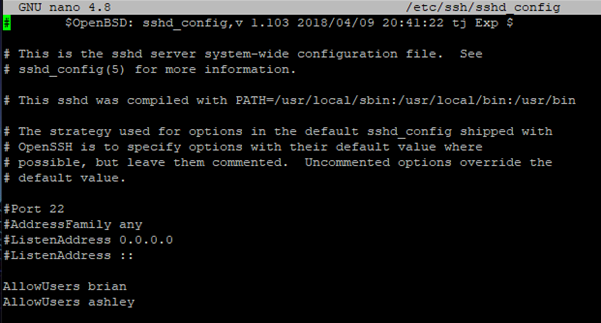 GNU nano 4.8 /etc/ssh/sshd_config
# $OpenBSD: sshd_config,v 1.103 2018/04/09 20:41:22 tj Exp $
# This is the sshd server system-wide configuration file. See
# sshd_config(5) for more information.
# This sshd was compiled with PATH=/usr/local/sbin:/usr/local/bin:/usr/bin
# The strategy used for options in the default sshd_config shipped with
# OpenSSH is to specify options with their default value where
# possible, but leave them commented. Uncommented options override the
# default value.
#Port 22
#AddressFamily any
#ListenAddress 0.0.0.0
#ListenAddress ::
AllowUsers brian
AllowUsers ashley